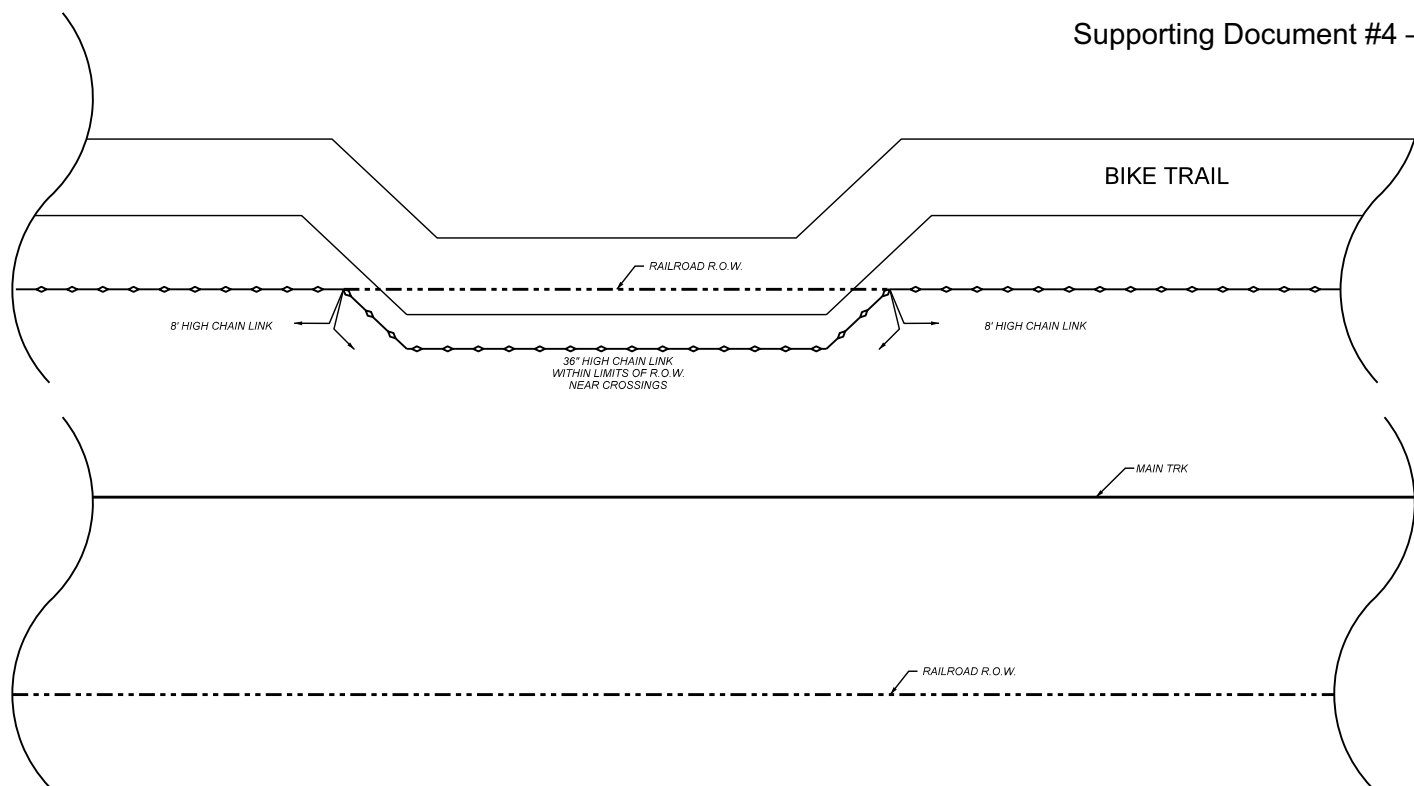 Supporting Document #4 –
BIKE TRAIL
RAILROAD R.O.W.
8' HIGH CHAIN LINK
8' HIGH CHAIN LINK
36" HIGH CHAIN LINK
WITHIN LIMITS OF R.O.W.
NEAR CROSSINGS
MAIN TRK
RAILROAD R.O.W.